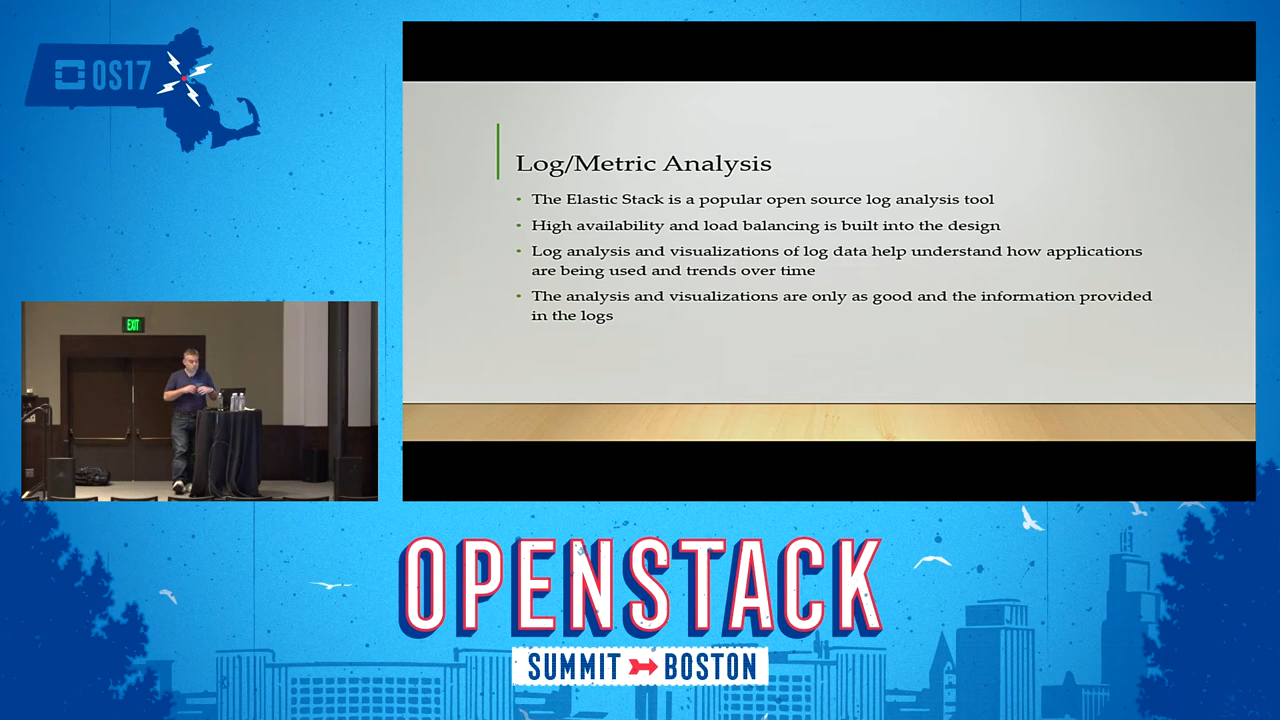 OS17
Log/Metric Analysis
• The Elastic Stack is a popular open source log analysis tool
• High availability and load balancing is built into the design
• Log analysis and visualizations of log data help understand how applications
are being used and trends over time
• The analysis and visualizations are only as good and the information provided
in the logs
EXIT
OPENSTACK
SUMMIT BOSTON